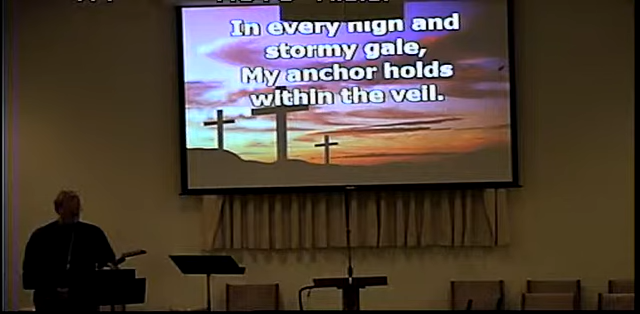 In every high and
stormy gale,
My anchor holds
within the veil.